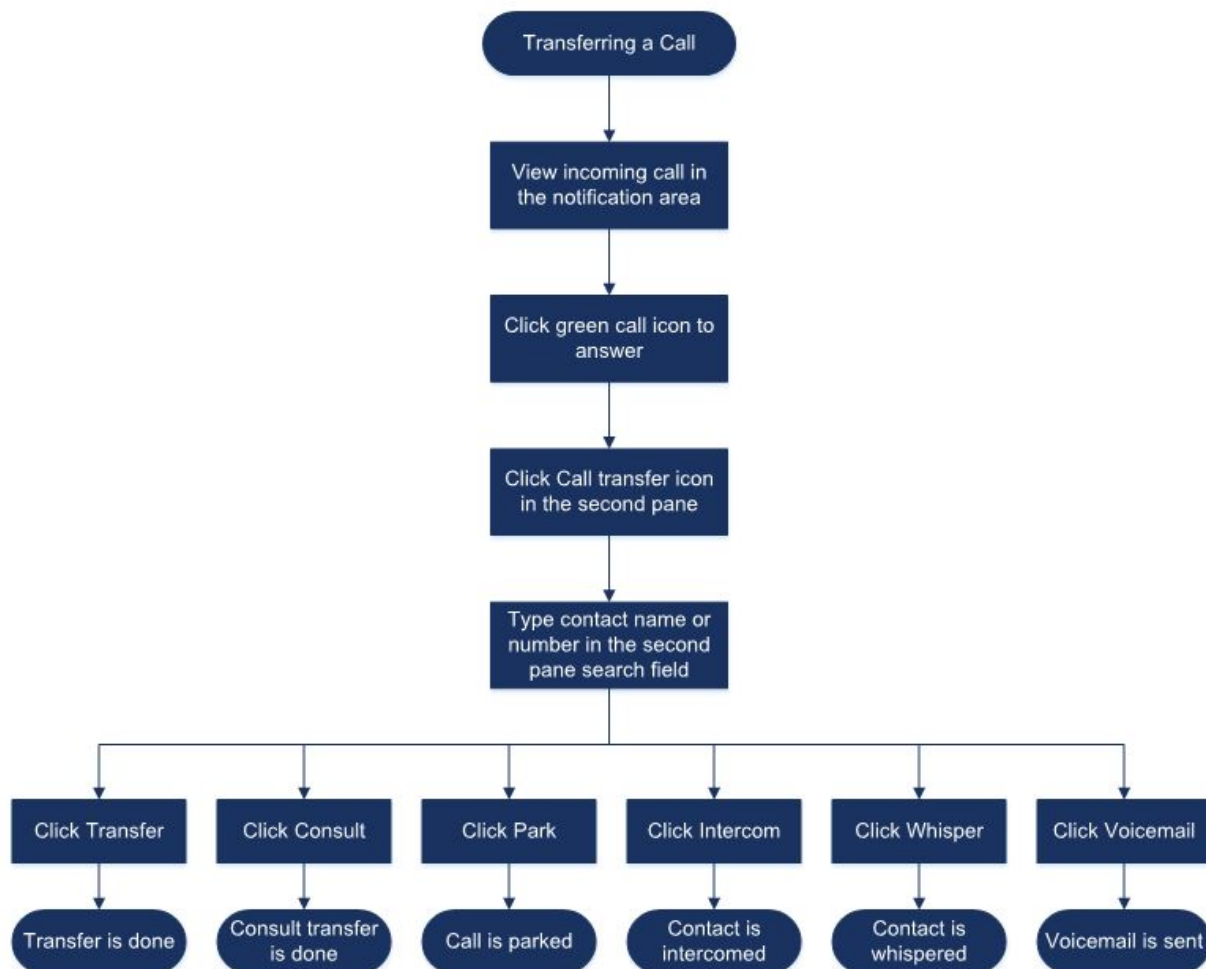 Transferring a Call
View incoming call in
the notification area
Click green call icon to
answer
Click Call transfer icon
in the second pane
Type contact name or
number in the second
pane search field
Click Transfer
Click Consult
Click Park
Click Intercom
Click Whisper
Click Voicemail
Transfer is done
Consult transfer
is done
Call is parked
Contact is
intercomed
Contact is
whispered
Voicemail is sent